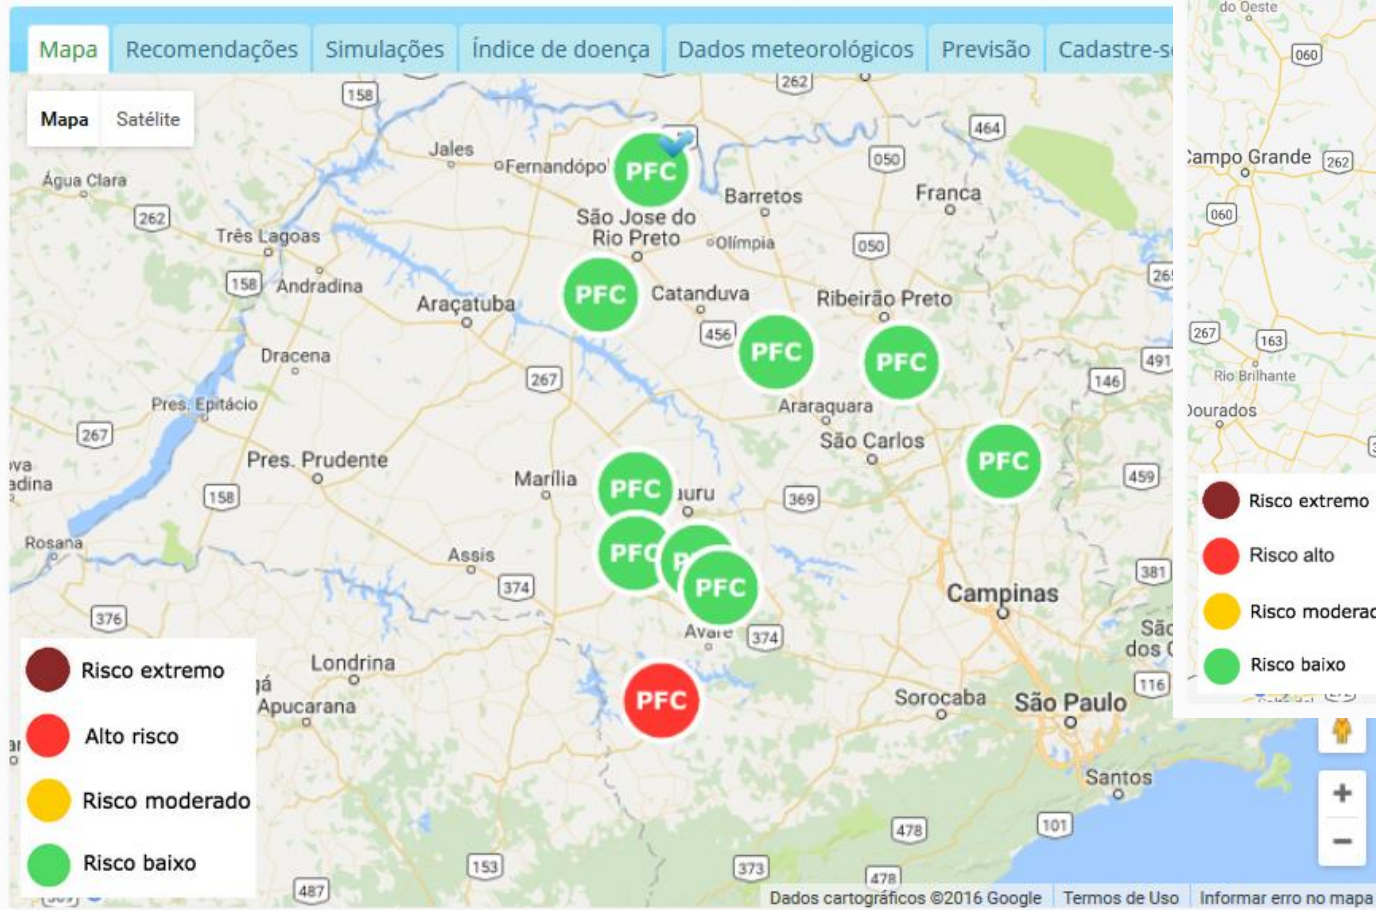 Mapa
Recomendações
Simulações
Índice de doença
Dados meteorológicos
Previsão
Mapa
Satélite
158
262
464
Jales
Água Clara
PFC
050
Barretos
Franca
262
São Jose do
Rio Preto
Três Lagoas
Olímpia
050
158
Andradina
Araçatuba
PFC
Catanduva
Ribeirão Preto
456
PFC
PFC
491
Dracena
267
146
Pres. Epitácio
Araraquara
267
São Carlos
Pres. Prudente
PFC
Marília
PFC
459
158
369
Rosana
Assis
PFC
374
PFC
381
Campinas
376
Avaré
374
Londrina
Apucarana
PFC
Sorocaba
São Paulo
116
Santos
478
101
153
373
478
487
Risco extremo
Alto risco
Risco moderado
Risco baixo
Dados cartográficos ©2016 Google
Termos de Uso
Informar erro no mapa
do Oeste
060
Campo Grande
262
060
267
163
Rio Brilhante
Dourados
Risco extremo
Risco alto
Risco
Risco baixo
+
−